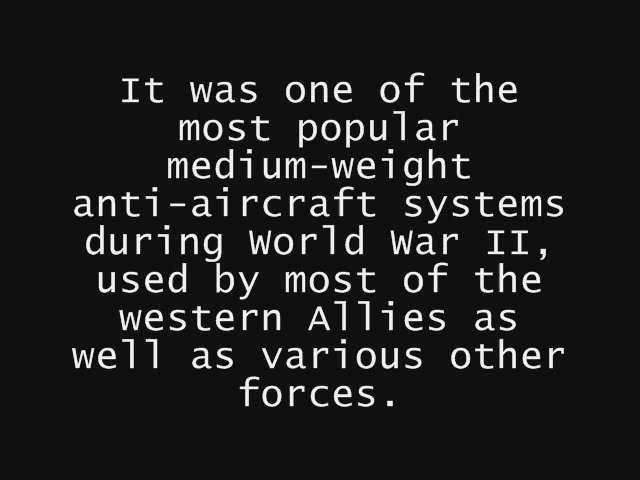 It was one of the
most popular
medium-weight
anti-aircraft systems
during World War II,
used by most of the
western Allies as
well as various other
forces.